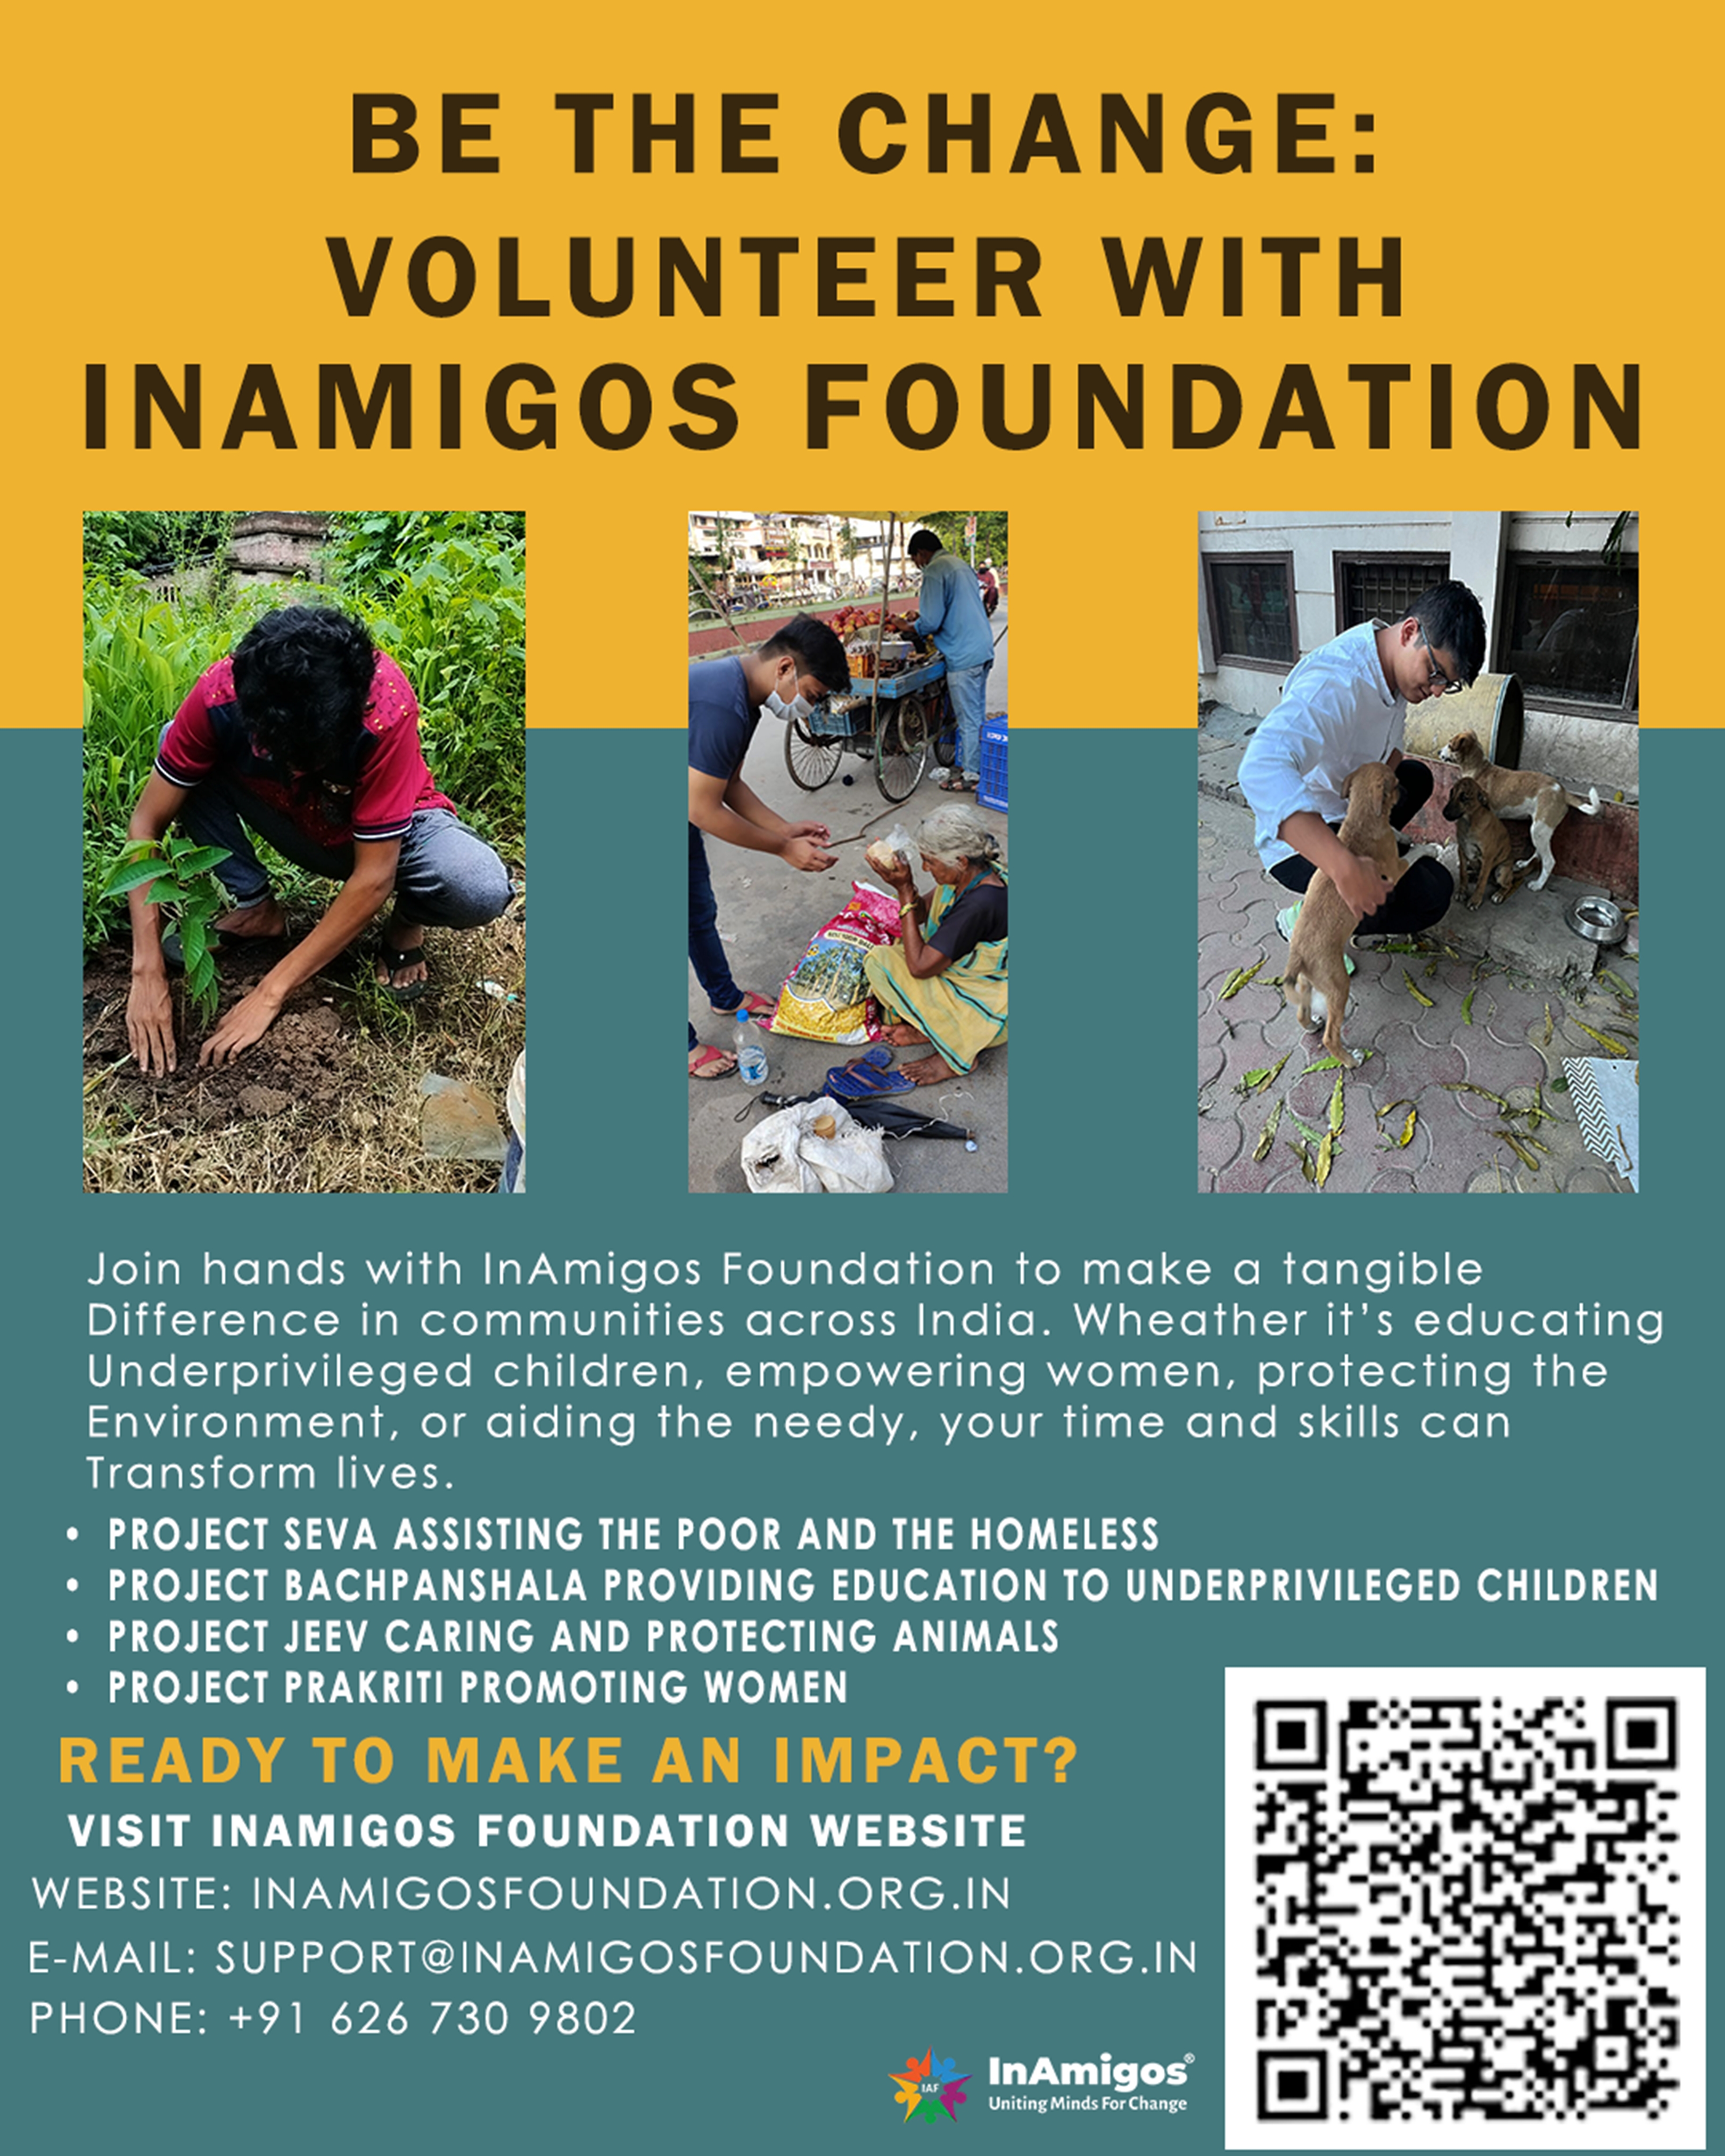 BE THE CHANGE:
VOLUNTEER WITH
INAMIGOS FOUNDATION
Join hands with InAmigos Foundation to make a tangible
Difference in communities across India. Wheather it's educating
Underprivileged children, empowering women, protecting the
Environment, or aiding the needy, your time and skills can
Transform lives.
• PROJECT SEVA ASSISTING THE POOR AND THE HOMELESS
• PROJECT BACHPANSHALA PROVIDING EDUCATION TO UNDERPRIVILEGED CHILDREN
• PROJECT JEEV CARING AND PROTECTING ANIMALS
• PROJECT PRAKRITI PROMOTING WOMEN
READY TO MAKE AN IMPACT?
VISIT INAMIGOS FOUNDATION WEBSITE
WEBSITE: INAMIGOSFOUNDATION.ORG.IN
E-MAIL: SUPPORT@INAMIGOSFOUNDATION.ORG.IN
PHONE: +91 626 730 9802
IAF
InAmigos®
Uniting Minds For Change